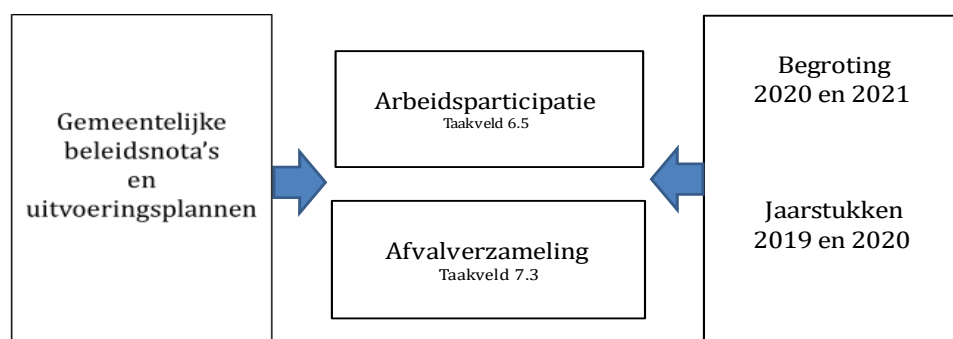 Gemeentelijke
beleidsnota's
en
uitvoeringsplannen
Arbeidsparticipatie
Taakveld 6.5
Afvalverzameling
Taakveld 7.3
Begroting
2020 en 2021
Jaarstukken
2019 en 2020